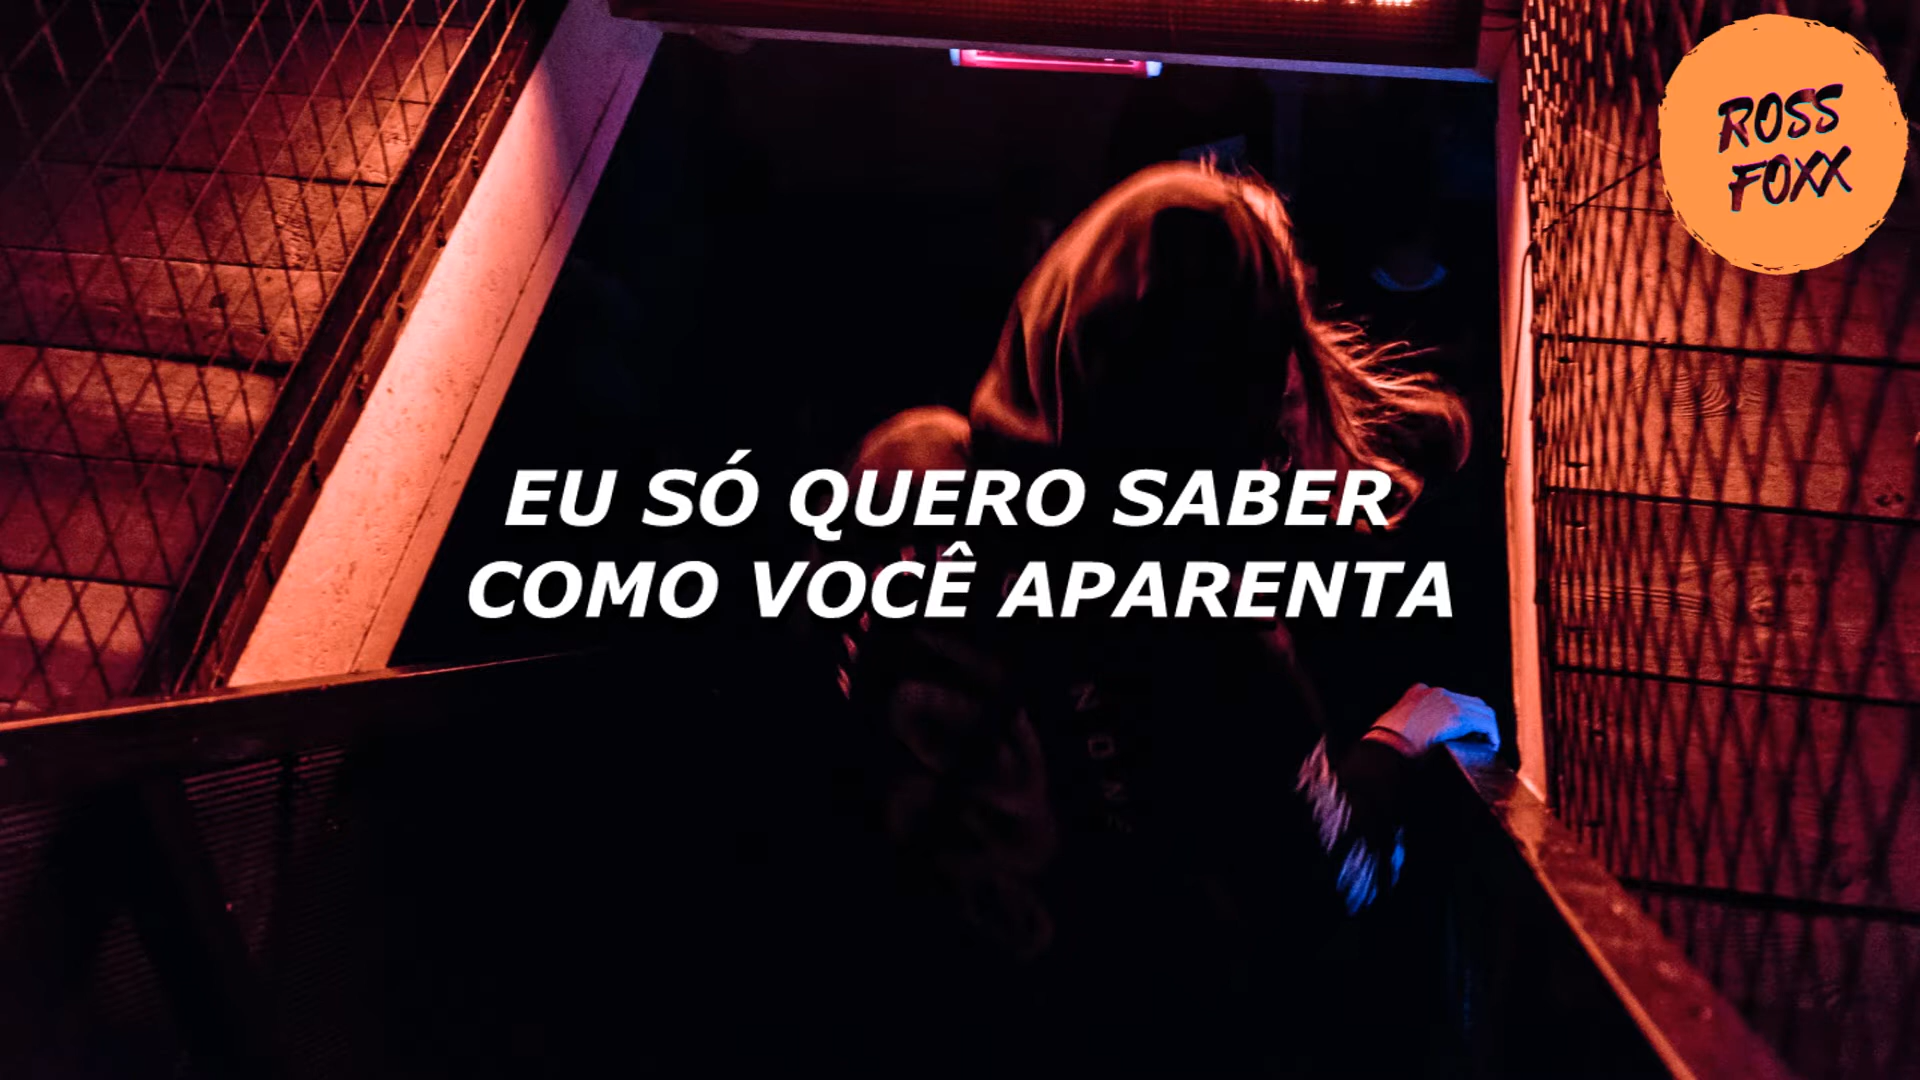 ROSS
FOXX
EU SÓ QUERO SABER
COMO VOCÊ APARENTA